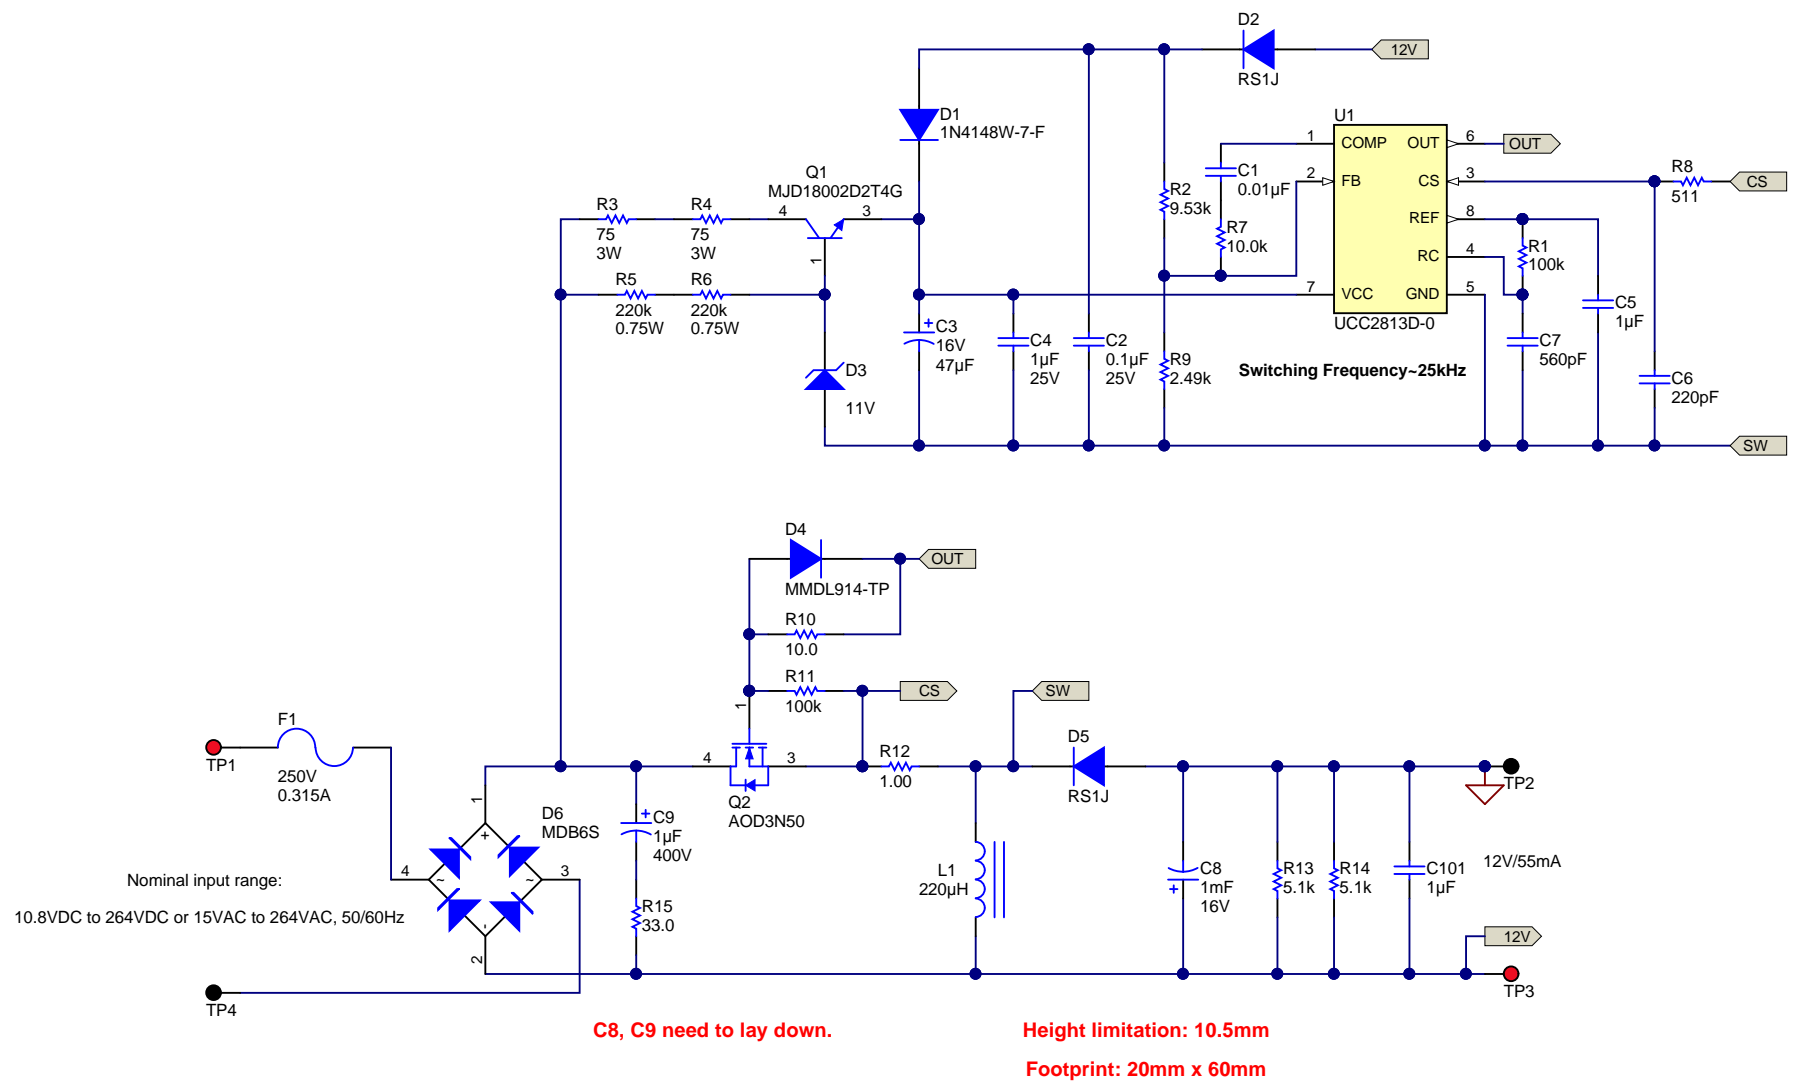 D2
RS1J
12V
D1
1N4148W-7-F
Q1
MJD18002D2T4G
4
3
1
R3
75
3W
R4
75
3W
R5
220k
0.75W
R6
220k
0.75W
D3
11V
C3
16V
47µF
C4
1µF
25V
C2
0.1µF
25V
R2
9.53k
R9
2.49k
C1
0.01µF
R7
10.0k
U1
1
COMP
OUT
6
OUT
2
FB
CS
3
REF
8
RC
4
7
VCC
GND
5
UCC2813D-0
R8
511
CS
R1
100k
C5
1µF
C7
560pF
C6
220pF
Switching Frequency~25kHz
SW
D4
MMDL914-TP
OUT
R10
10.0
R11
100k
CS
1
4
3
Q2
AOD3N50
R12
1.00
SW
D5
RS1J
F1
250V
0.315A
TP1
D6
MDB6S
1
4
3
2
+
~
~
-
C9
1µF
400V
R15
33.0
L1
220µH
C8
1mF
16V
R13
5.1k
R14
5.1k
C101
1µF
TP2
12V/55mA
12V
TP3
Nominal input range:
10.8VDC to 264VDC or 15VAC to 264VAC, 50/60Hz
TP4
C8, C9 need to lay down.
Height limitation: 10.5mm
Footprint: 20mm x 60mm